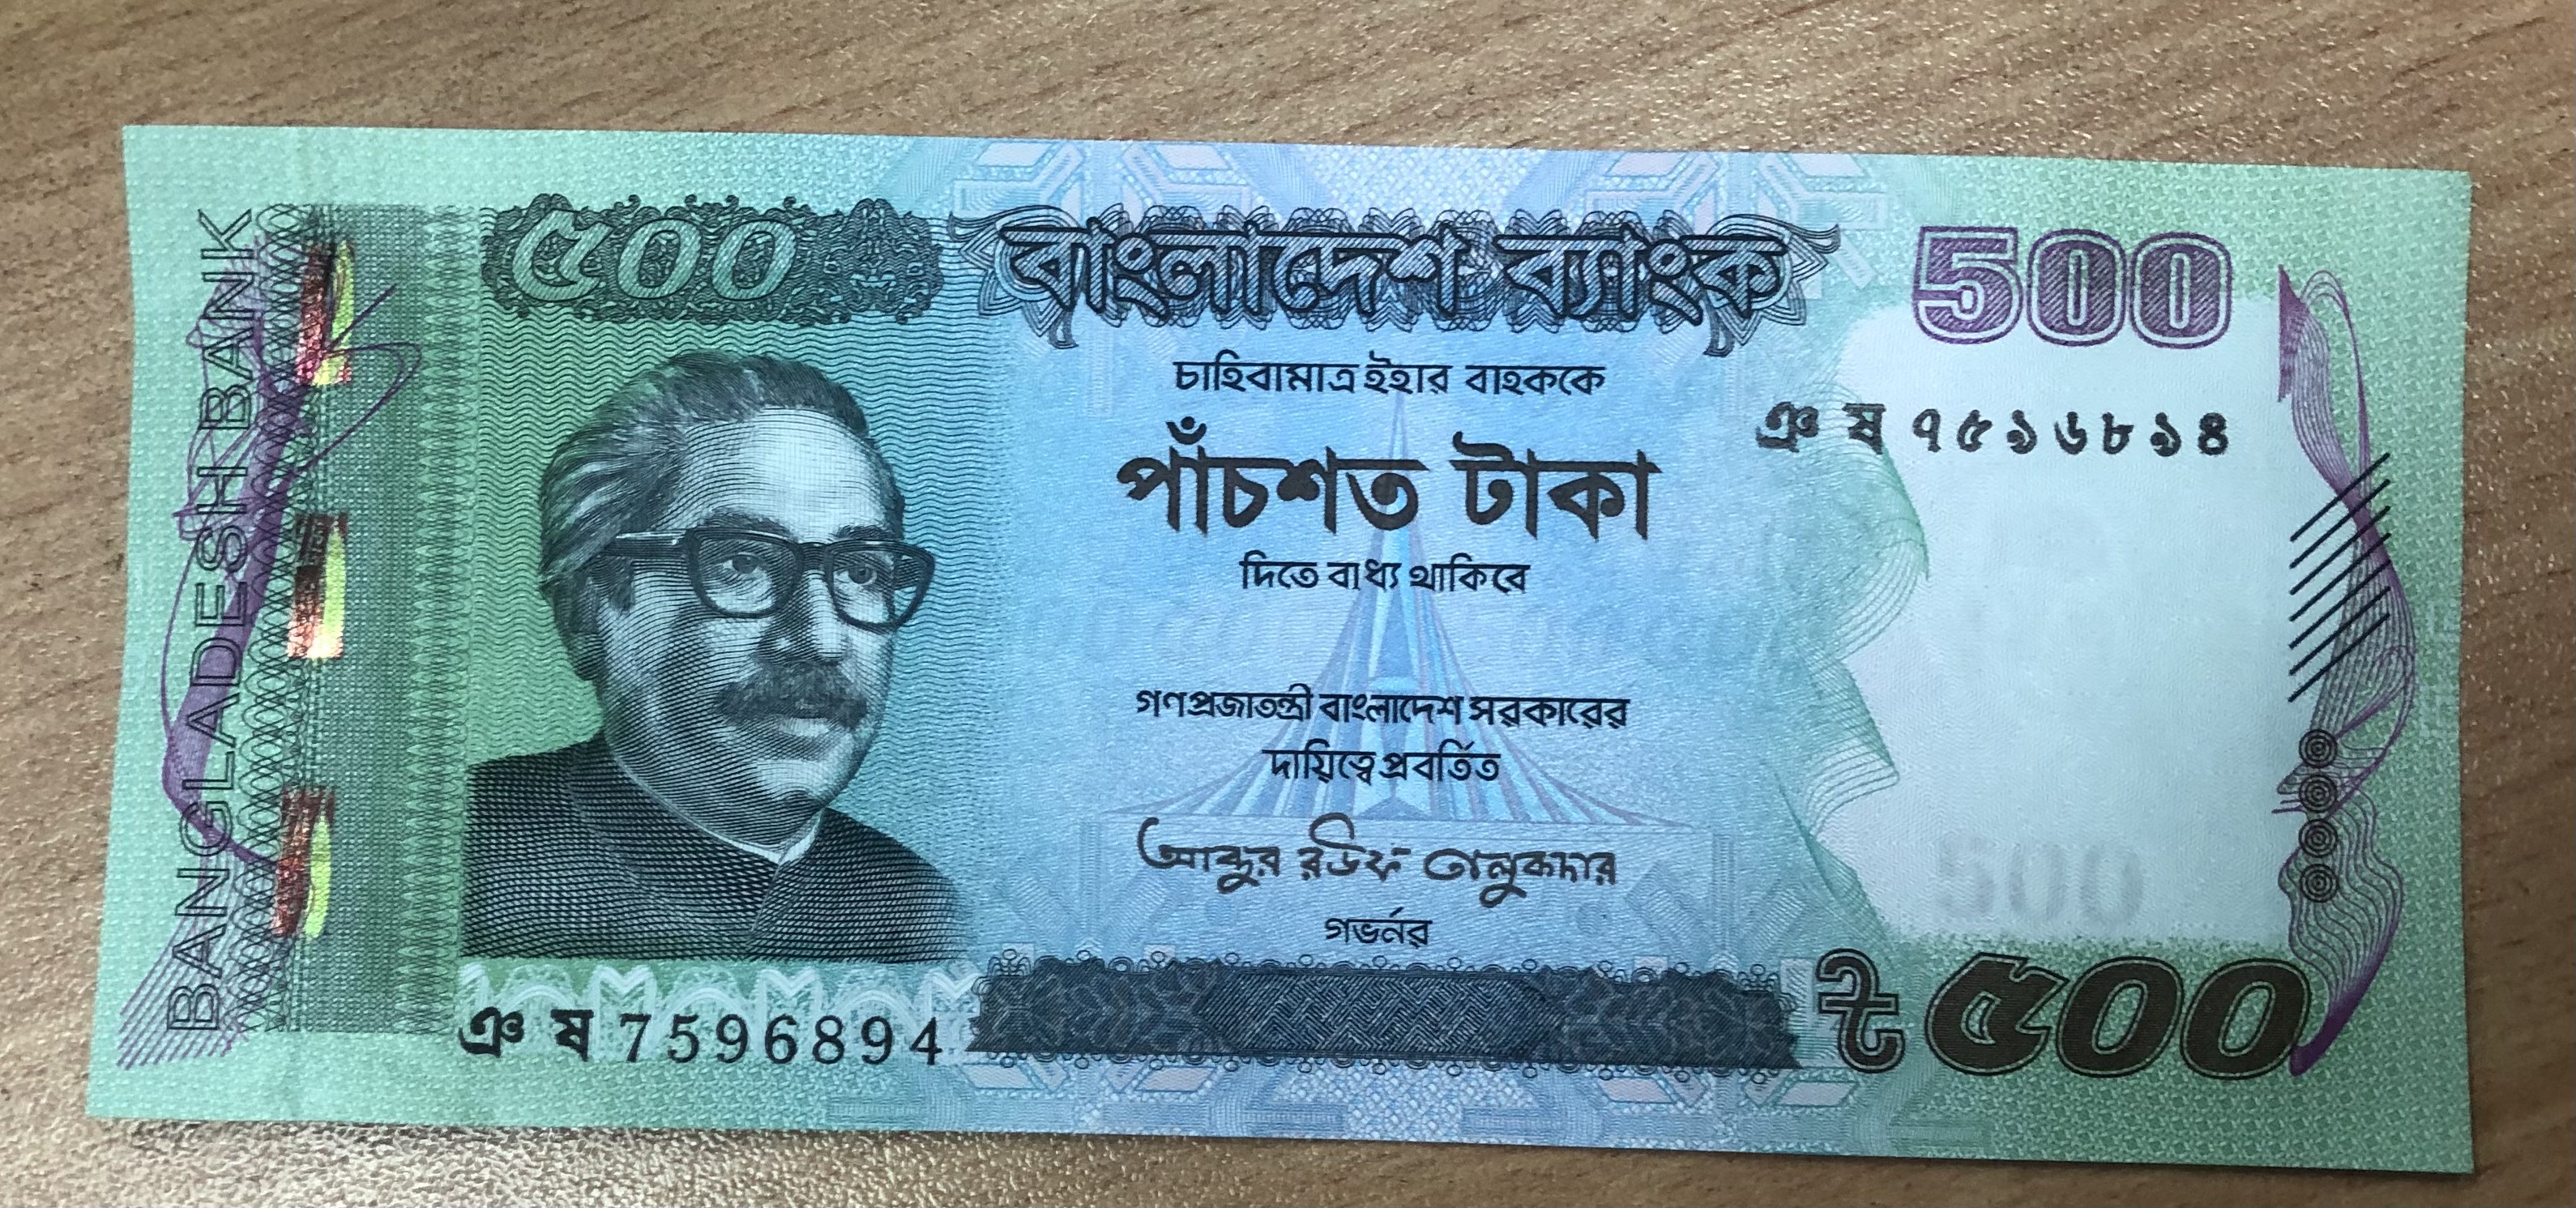 BANGLADESH BANK
৫০০
বাংলাদেশ ব্যাংক
500
চাহিবামাত্র ইহার বাহককে
ঞ ষ ৭৫৯৬৮৯৪
পাঁচশত টাকা
দিতে বাধ্য থাকিবে
গণপ্রজাতন্ত্রী বাংলাদেশ সরকারের
দায়িত্বে প্রবর্তিত
আব্দুর রউফ তালুকদার
500
গভর্নর
ঞ ষ 7596894
৳ ৫০০